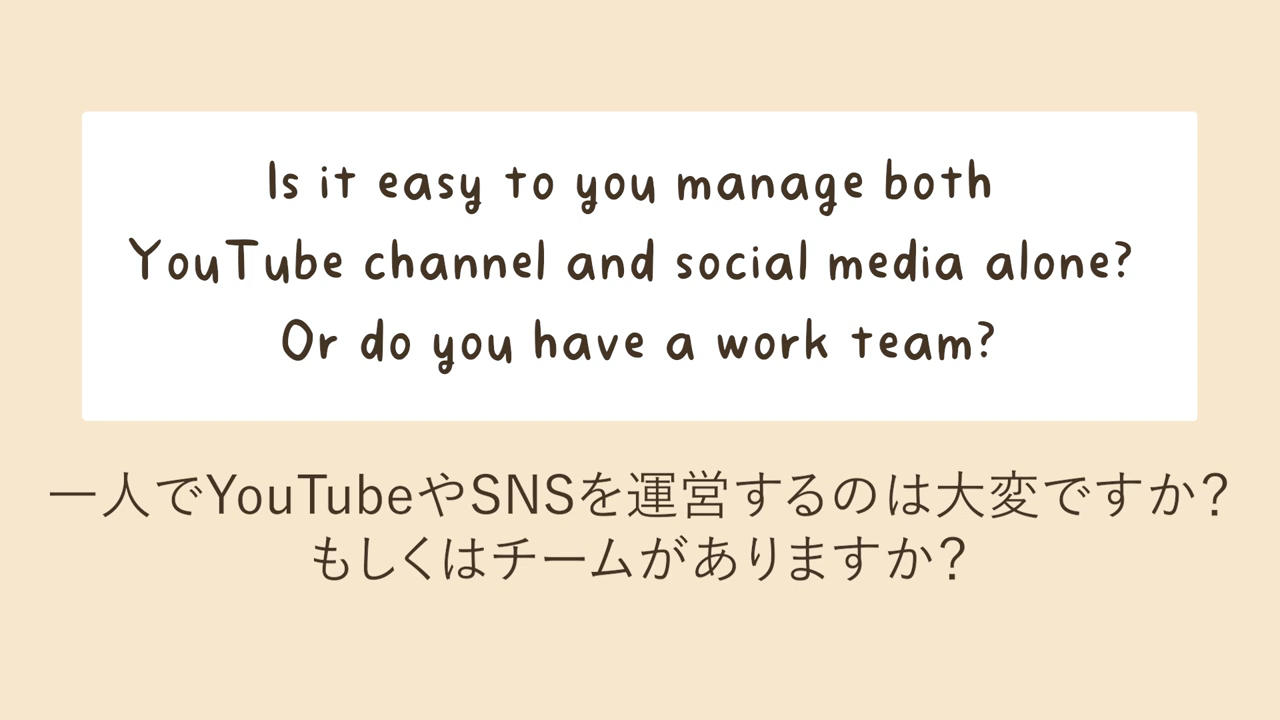 Is it easy to you manage both
YouTube channel and social media alone?
Or do you have a work team?
一人でYouTubeやSNSを運営するのは大変ですか？
もしくはチームがありますか？